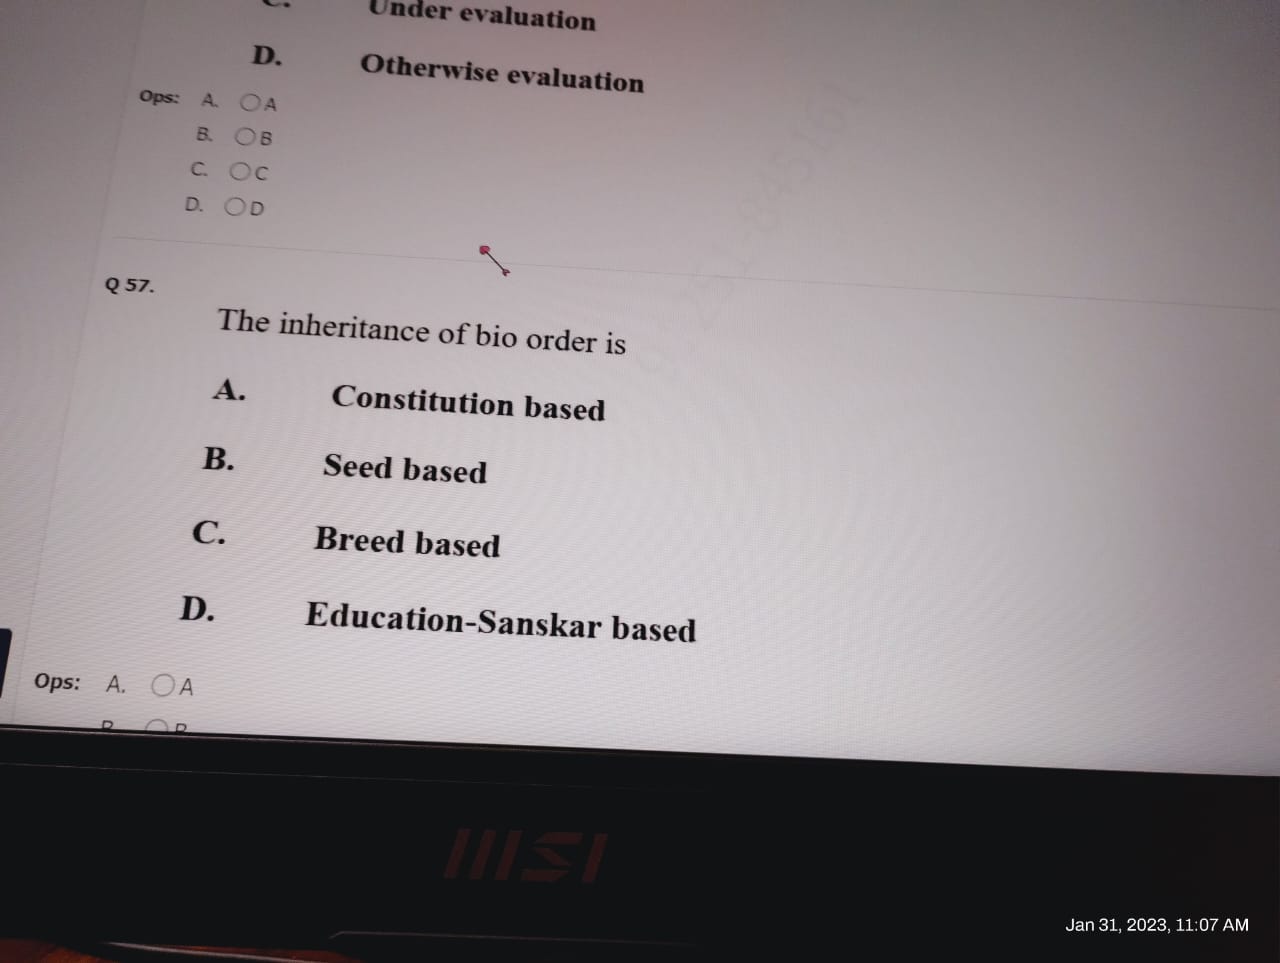 C. Under evaluation
D. Otherwise evaluation
Ops: A. A
B. B
C. C
D. D
Q 57.
The inheritance of bio order is
A. Constitution based
B. Seed based
C. Breed based
D. Education-Sanskar based
Ops: A. A
B. B
msi
Jan 31, 2023, 11:07 AM